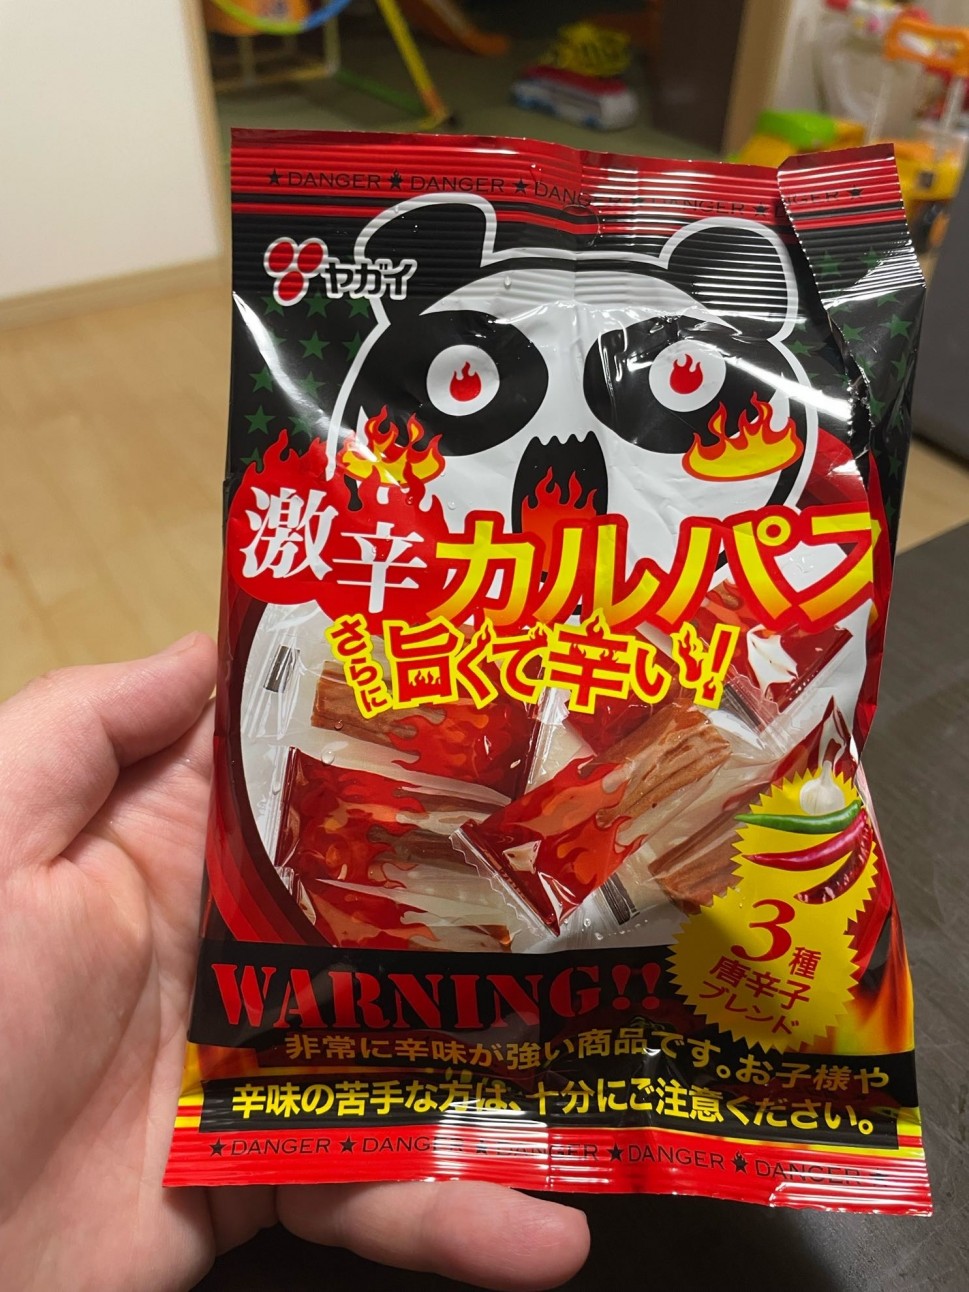 ★DANGER DANGER ★DANGER
ヤガイ
激辛カルパス
さらに旨くて辛い!
3種
唐辛子
ブレンド
WARNING!!
非常に辛味が強い商品です。お子様や
辛味の苦手な方は、十分にご注意ください。
★DANGER ★DANGER ★DANGER ★DANGER DANGER